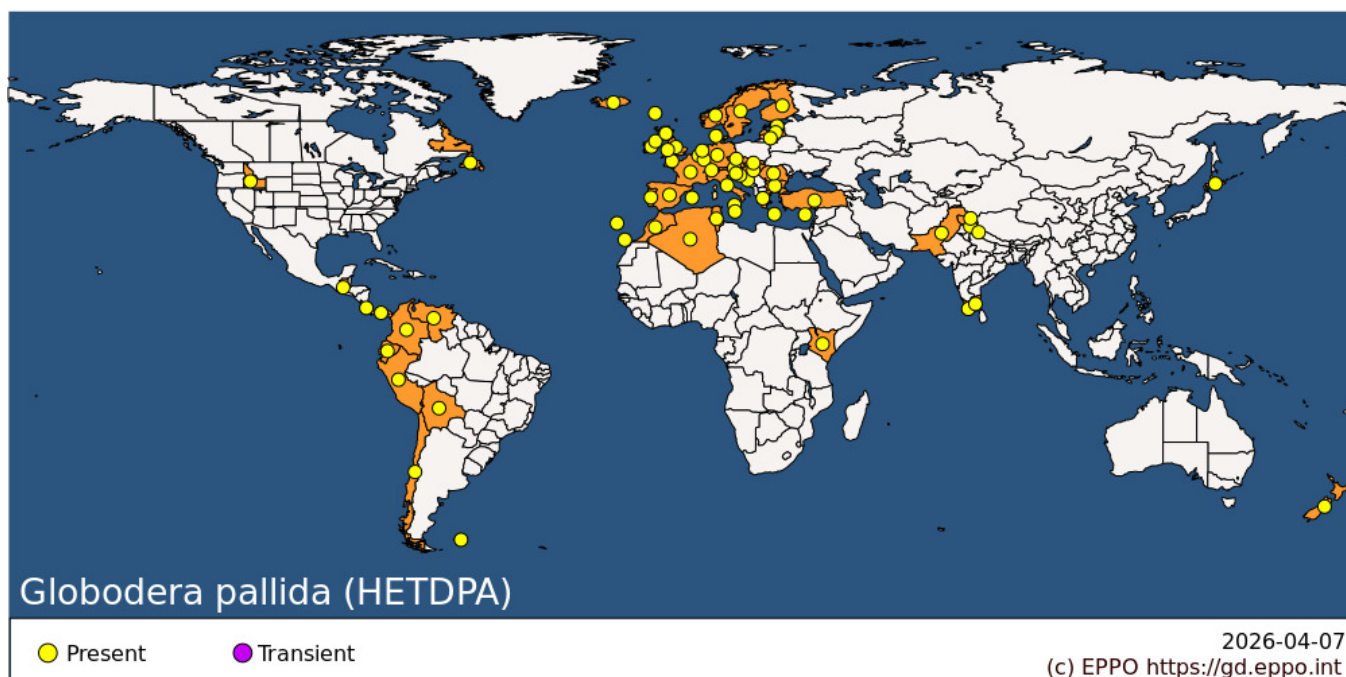 Globodera pallida (HETDPA)
Present
Transient
2026-04-07
(c) EPPO https://gd.eppo.int